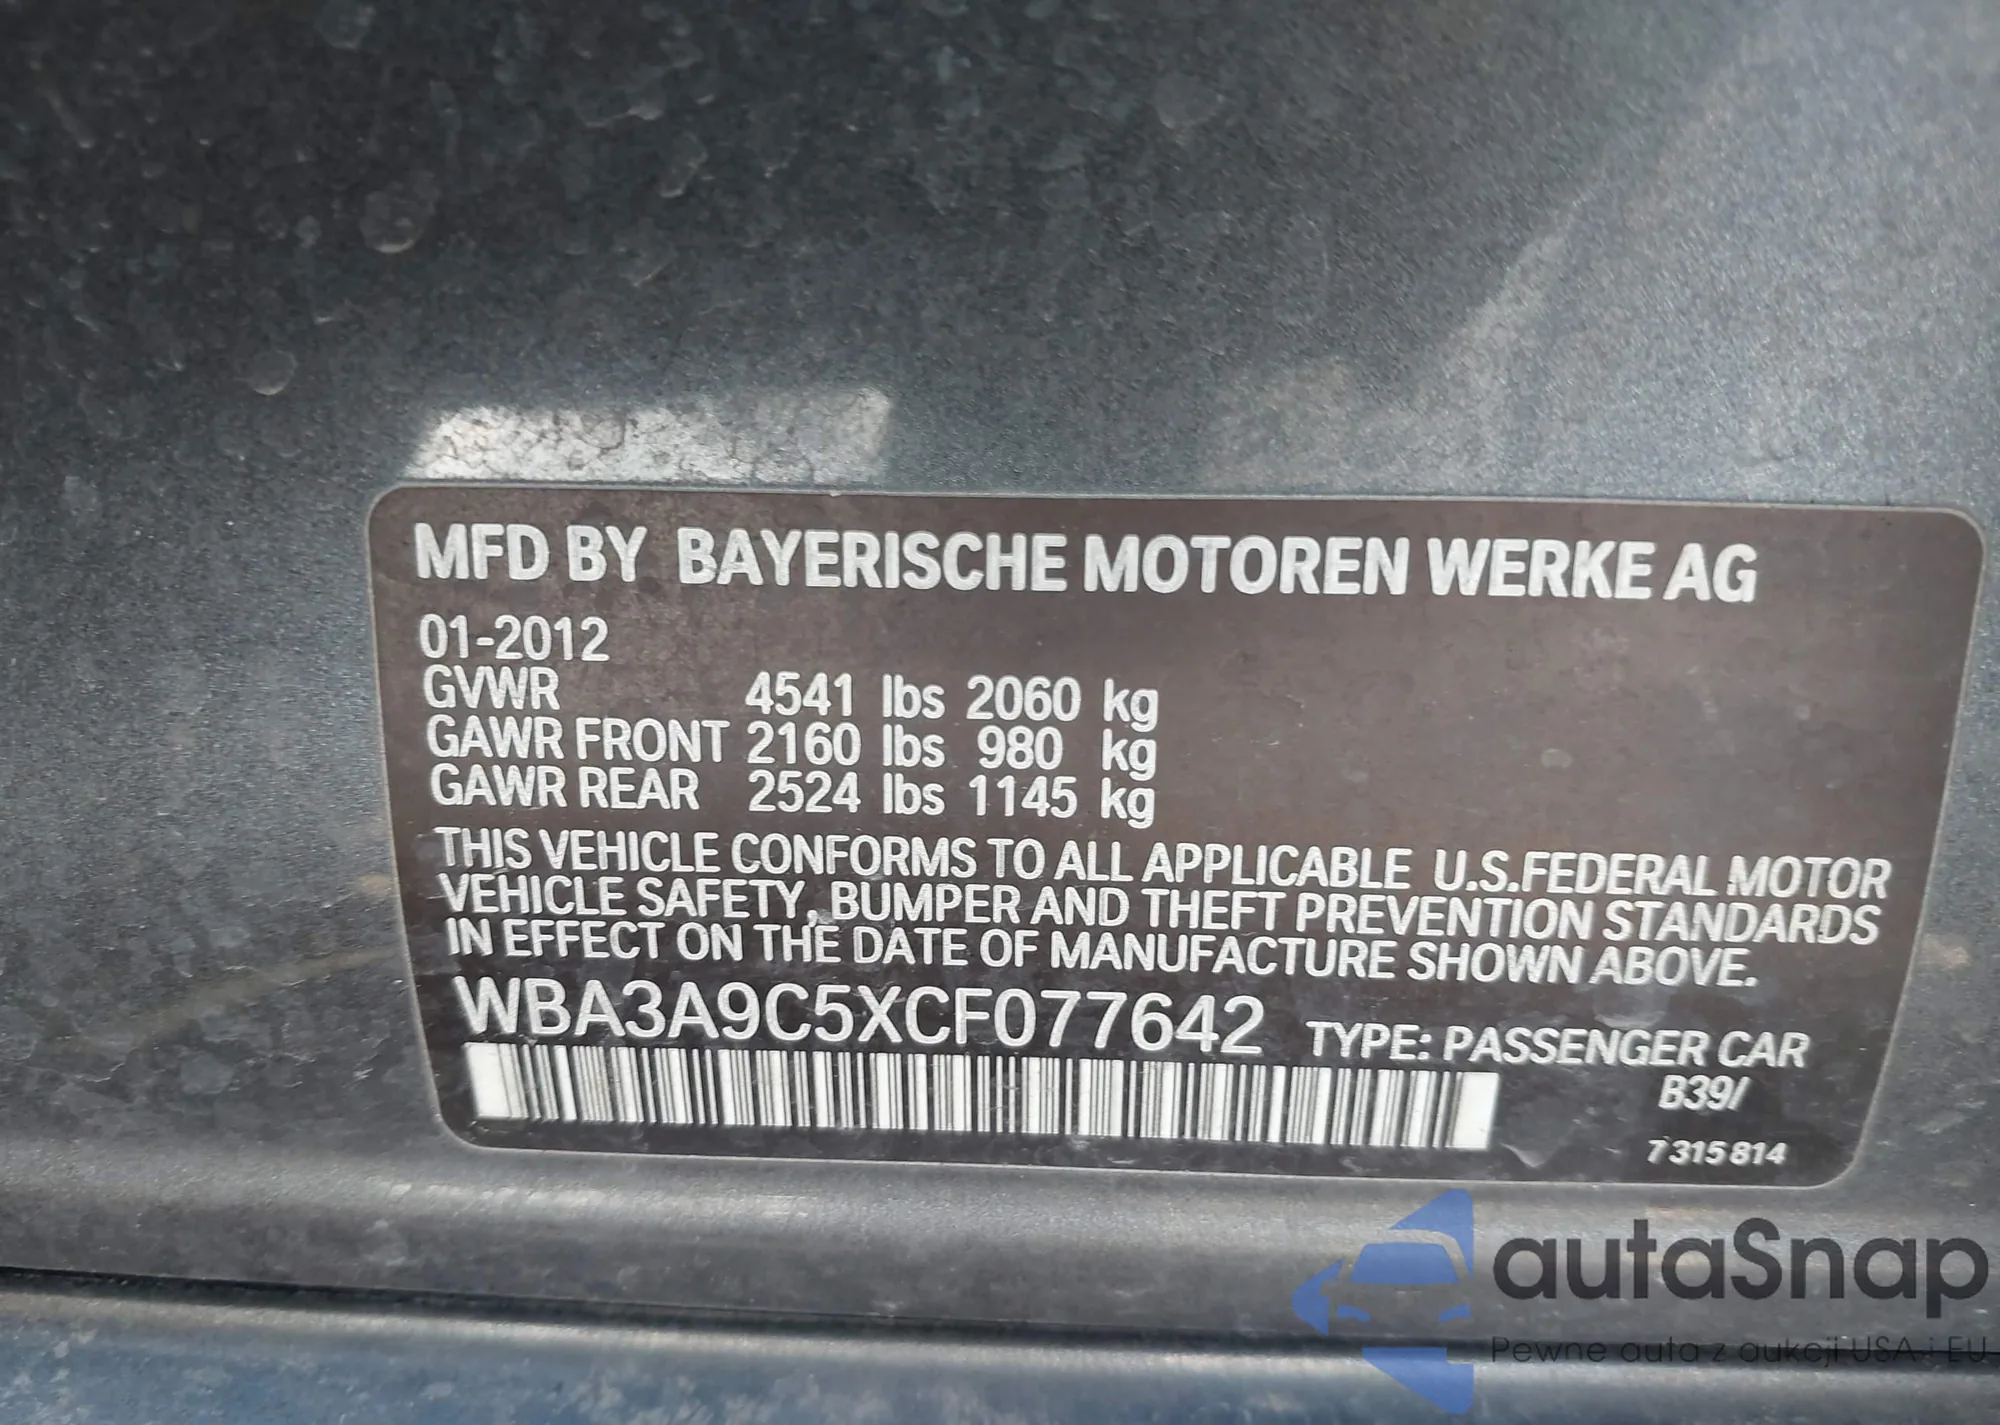 MFD BY BAYERISCHE MOTOREN WERKE AG
01-2012
GVWR 4541 lbs 2060 kg
GAWR FRONT 2160 lbs 980 kg
GAWR REAR 2524 lbs 1145 kg
THIS VEHICLE CONFORMS TO ALL APPLICABLE U.S.FEDERAL MOTOR
VEHICLE SAFETY, BUMPER AND THEFT PREVENTION STANDARDS
IN EFFECT ON THE DATE OF MANUFACTURE SHOWN ABOVE.
WBA3A9C5XCF077642 TYPE: PASSENGER CAR
B39/
7 315 814
autaSnap
Pewne auta z aukcji USA i EU